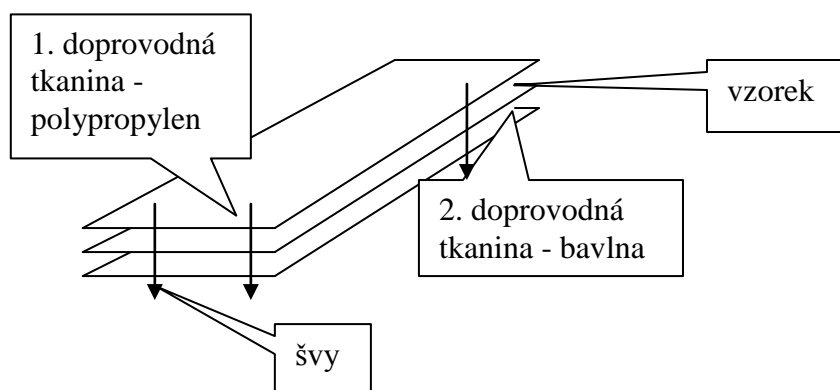 1. doprovodná
tkanina -
polypropylen
vzorek
2. doprovodná
tkanina - bavlna
švy